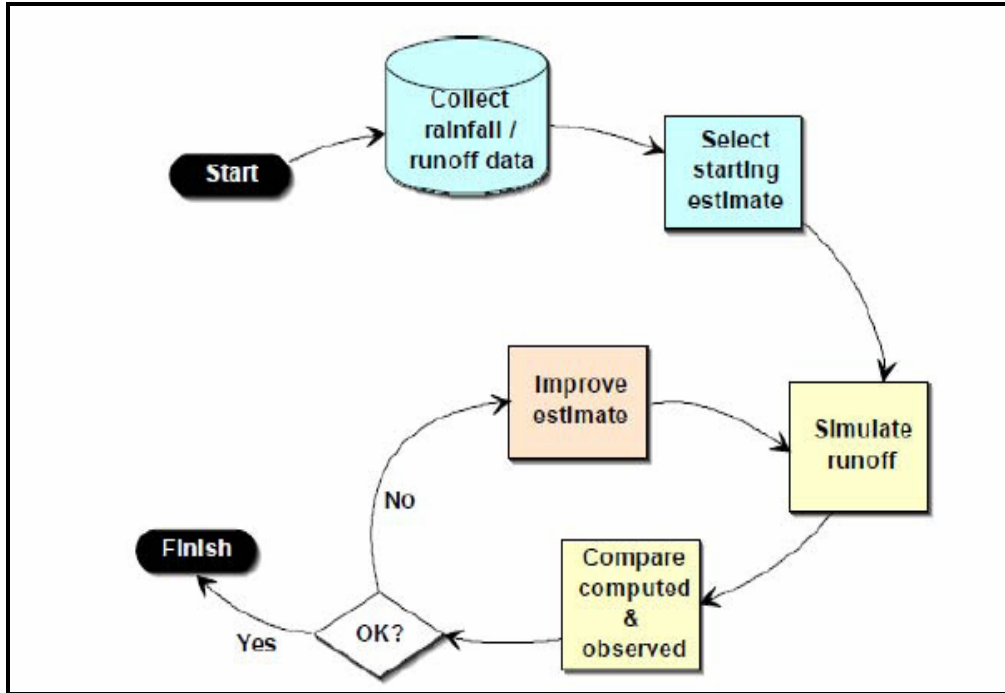 Start
Collect
rainfall /
runoff data
Select
starting
estimate
Simulate
runoff
Compare
computed
&
observed
OK?
No
Improve
estimate
Yes
Finish